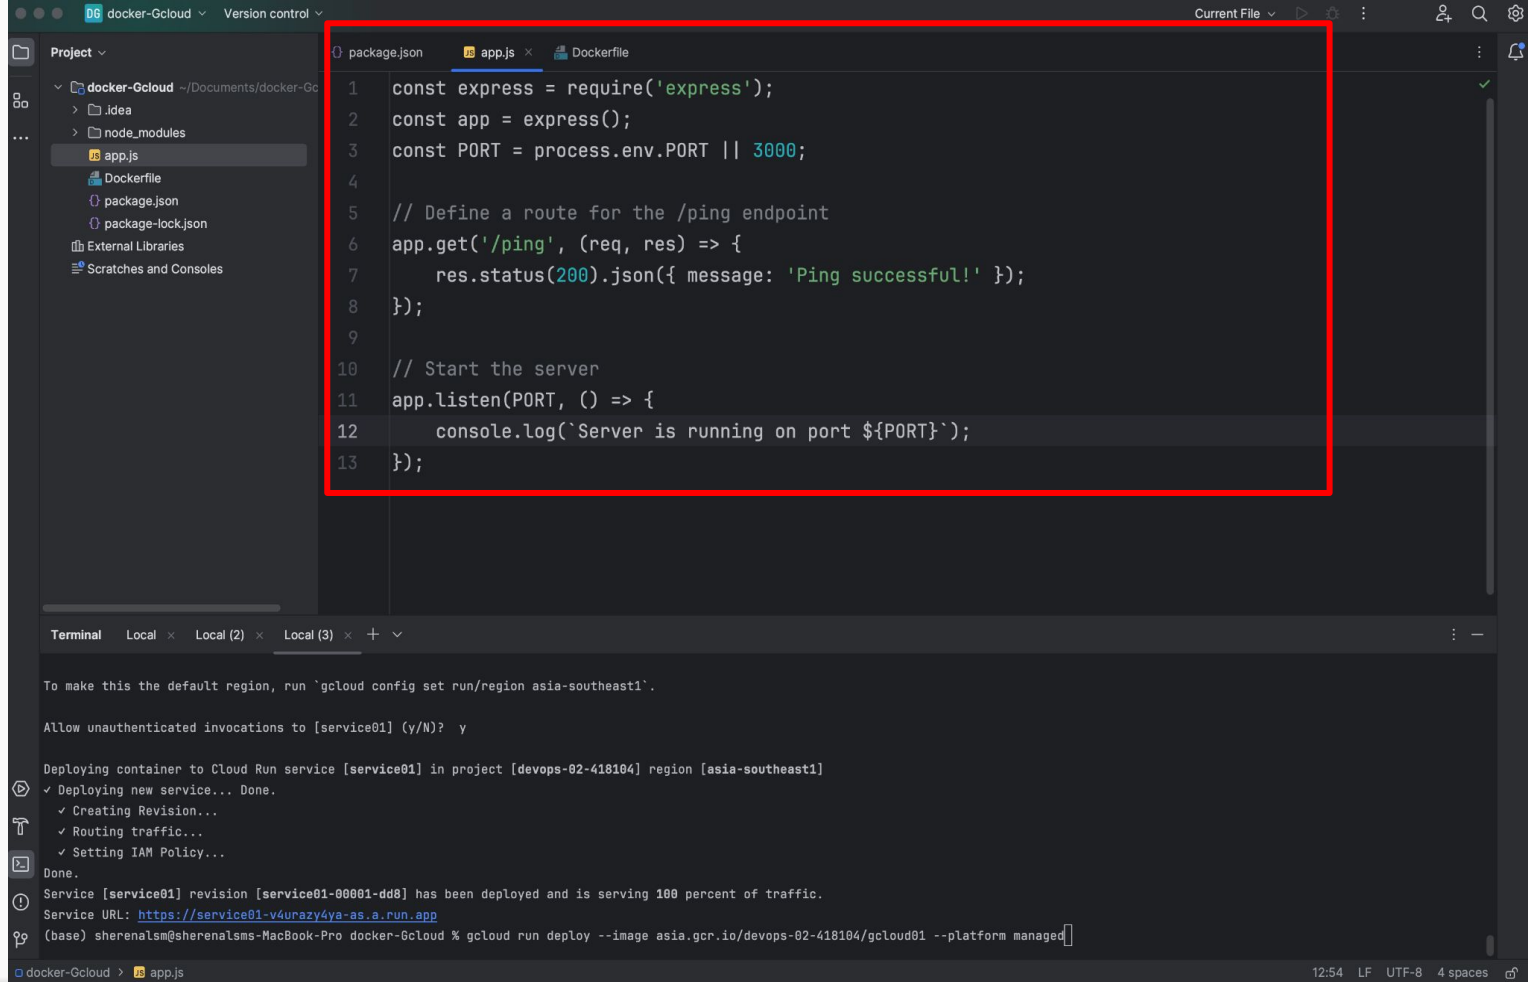 DG docker-Gcloud Version control Current File
Project
package.json app.js Dockerfile
docker-Gcloud ~/Documents/docker-Gc
.idea
node_modules
app.js
Dockerfile
package.json
package-lock.json
External Libraries
Scratches and Consoles
1 const express = require('express');
2 const app = express();
3 const PORT = process.env.PORT || 3000;
4
5 // Define a route for the /ping endpoint
6 app.get('/ping', (req, res) => {
7 res.status(200).json({ message: 'Ping successful!' });
8 });
9
10 // Start the server
11 app.listen(PORT, () => {
12 console.log(`Server is running on port ${PORT}`);
13 });
Terminal Local Local (2) Local (3)
To make this the default region, run `gcloud config set run/region asia-southeast1`.
Allow unauthenticated invocations to [service01] (y/N)? y
Deploying container to Cloud Run service [service01] in project [devops-02-418104] region [asia-southeast1]
✓ Deploying new service... Done.
✓ Creating Revision...
✓ Routing traffic...
✓ Setting IAM Policy...
Done.
Service [service01] revision [service01-00001-dd8] has been deployed and is serving 100 percent of traffic.
Service URL: https://service01-v4urazy4ya-as.a.run.app
(base) sherenalsm@sherenalsms-MacBook-Pro docker-Gcloud % gcloud run deploy --image asia.gcr.io/devops-02-418104/gcloud01 --platform managed
docker-Gcloud > JS app.js 12:54 LF UTF-8 4 spaces